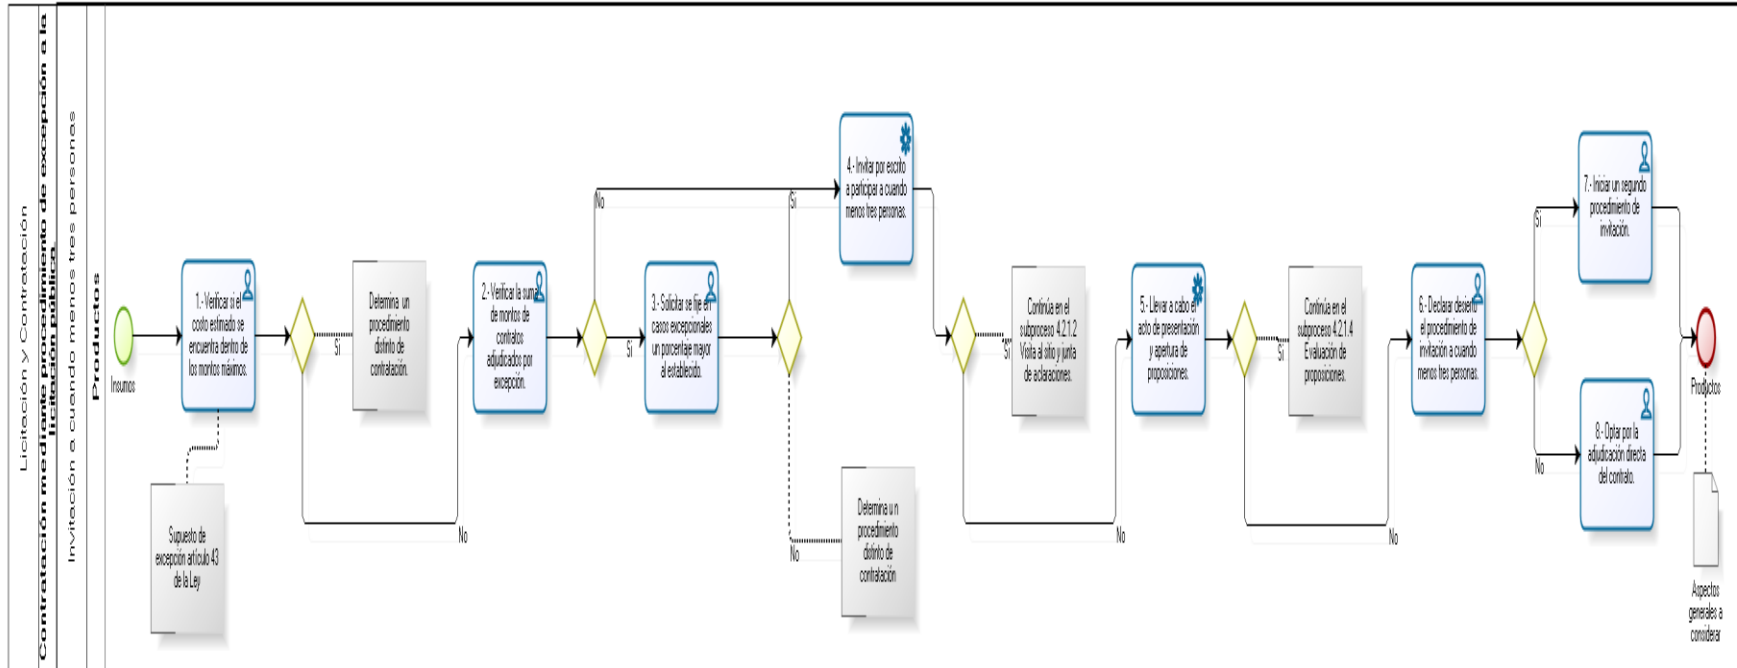 Licitación y Contratación
Contratación mediante procedimiento de excepción a la
licitación pública.
Invitación a cuando menos tres personas
Productos
Insumos
1.- Verificar si el
costo estimado se
encuentra dentro de
los montos máximos.
Supuesto de
excepción artículo 43
de la Ley
Si
Determina un
procedimiento
distinto de
contratación.
No
2.- Verificar la suma
de montos de
contratos
adjudicados por
excepción.
No
Si
3.- Solicitar se fije en
casos excepcionales
un porcentaje mayor
al establecido.
Si
No
4.- Invitar por escrito
a participar a cuando
menos tres personas.
Determina un
procedimiento
distinto de
contratación
Si
Continúa en el
subproceso 4.2.1.2
Visita al sitio y junta
de aclaraciones.
No
5.- Llevar a cabo el
acto de presentación
y apertura de
proposiciones.
Si
Continúa en el
subproceso 4.2.1.4
Evaluación de
proposiciones.
No
6.- Declarar desierto
el procedimiento de
invitación a cuando
menos tres personas.
Si
No
7.- Iniciar un segundo
procedimiento de
invitación.
8.- Optar por la
adjudicación directa
del contrato.
Productos
Aspectos
generales a
considerar